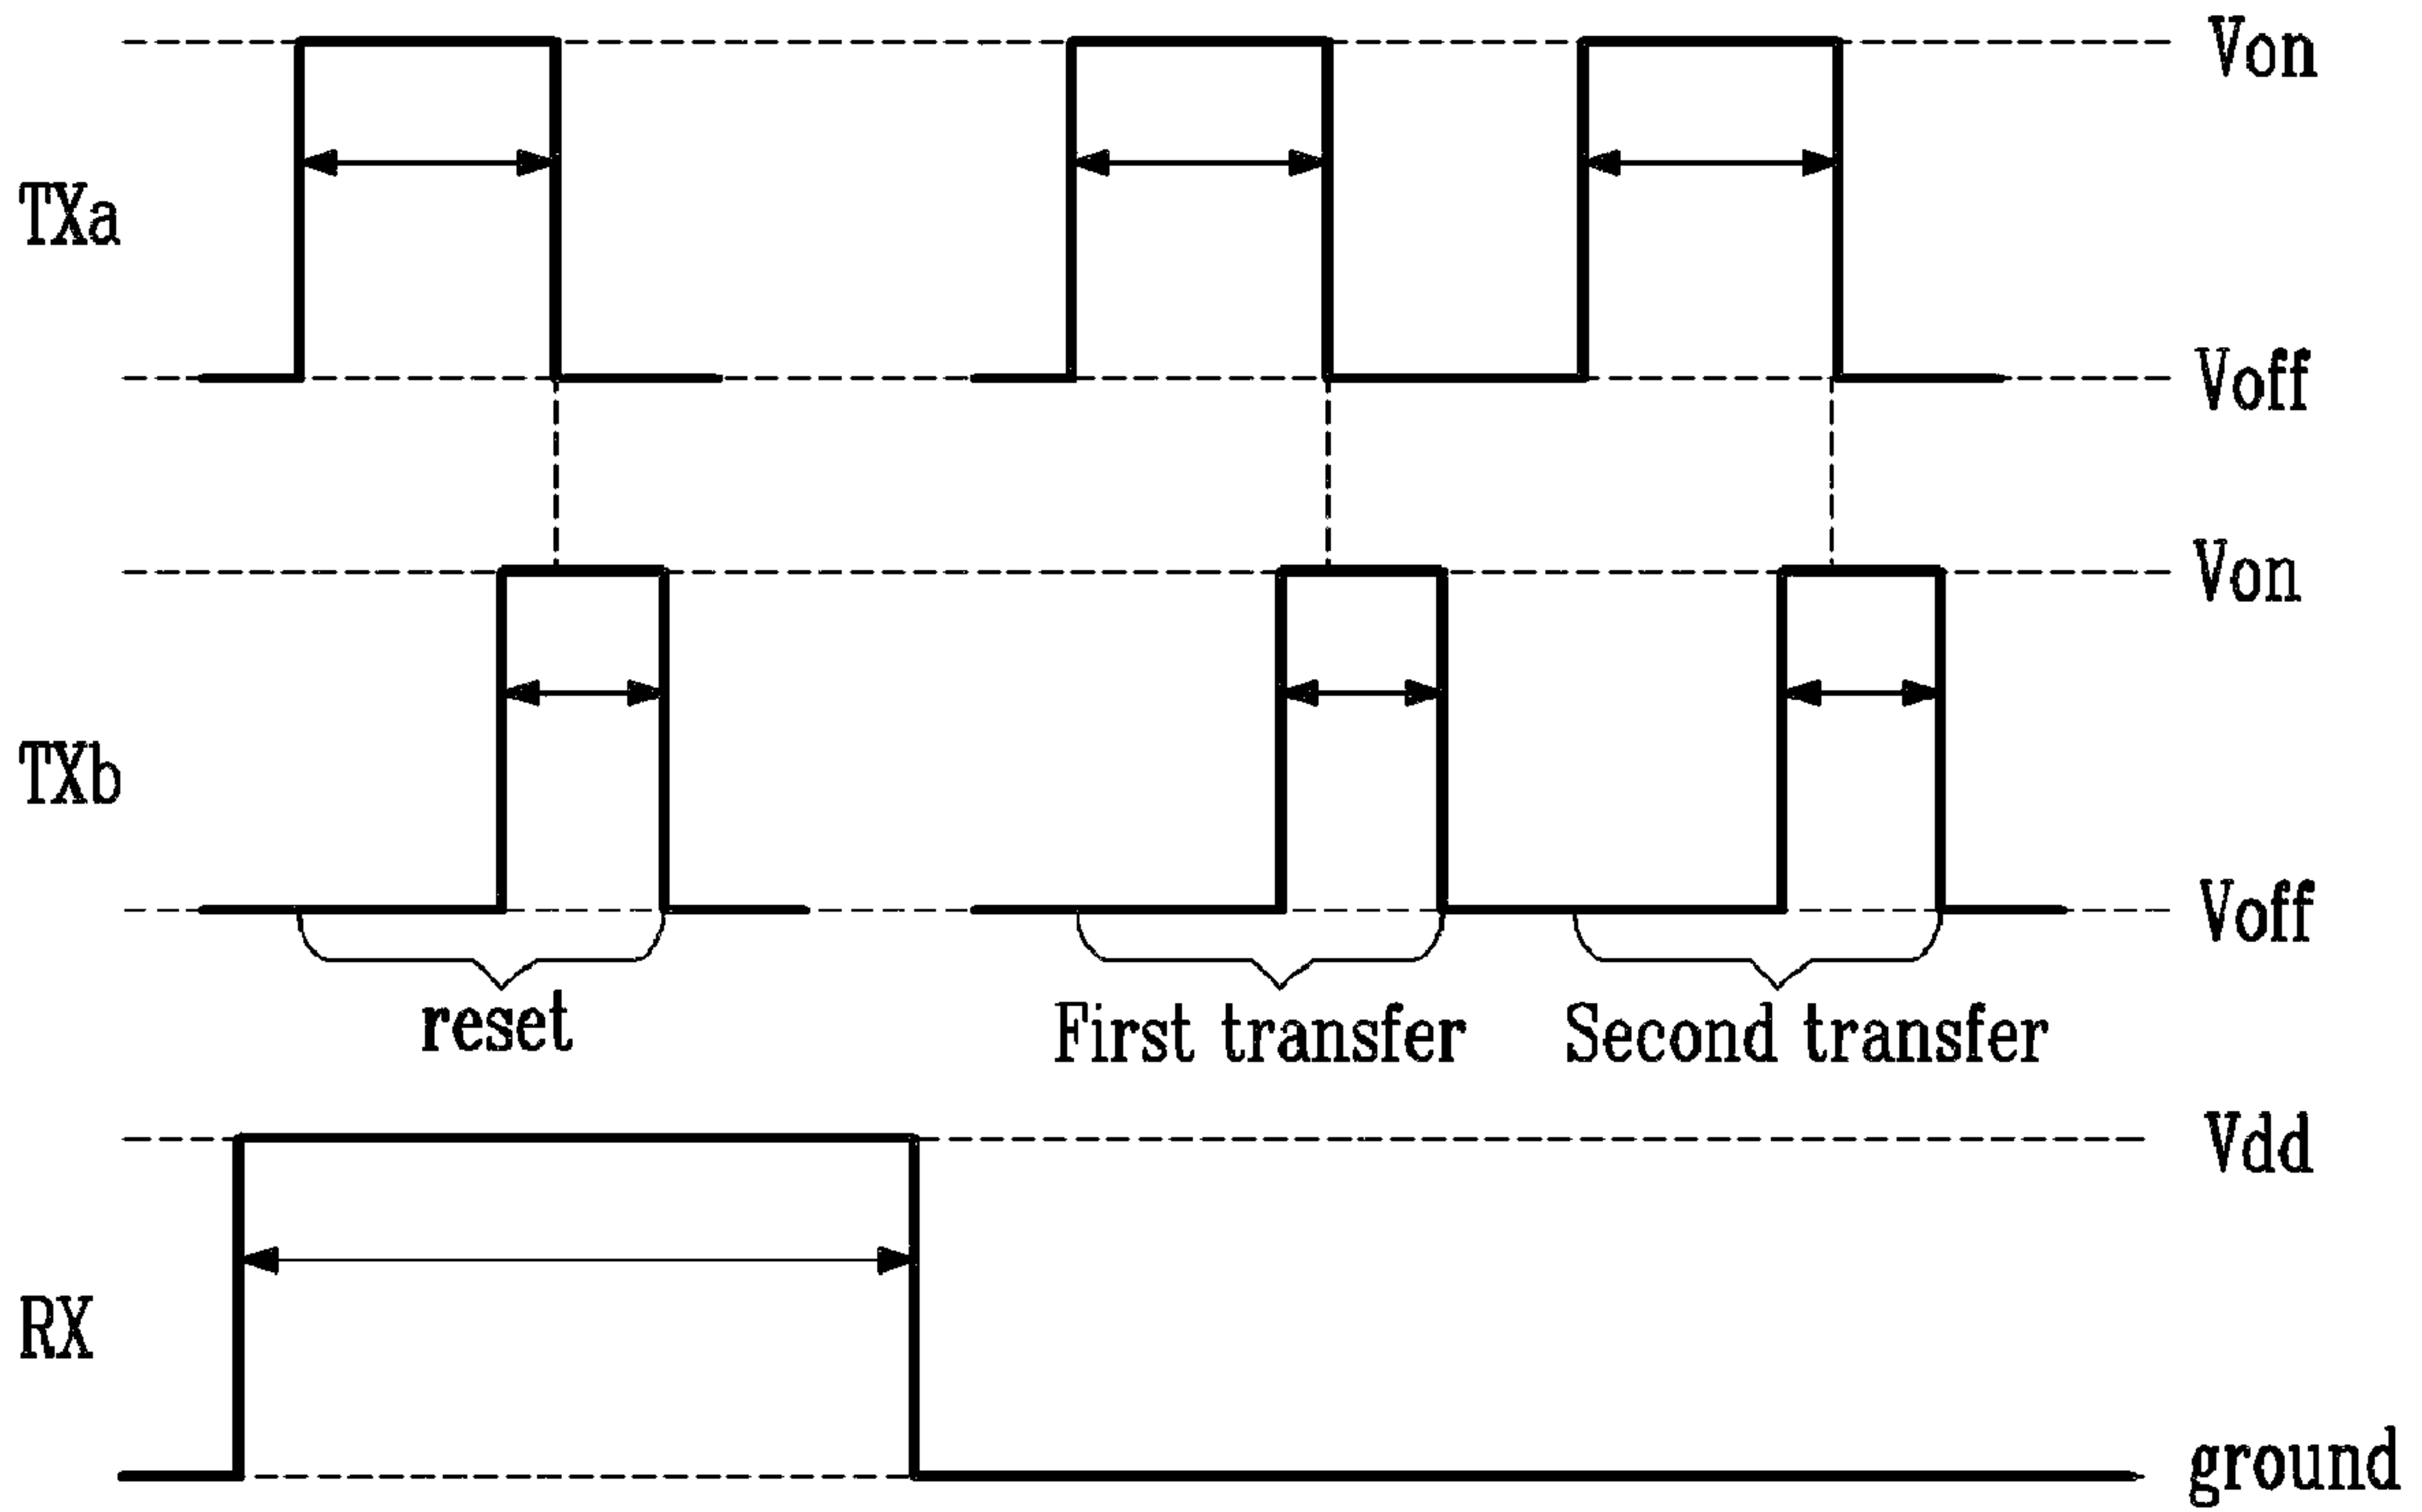 Von
TXa
Voff
Von
TXb
Voff
reset
First transfer
Second transfer
Vdd
RX
ground